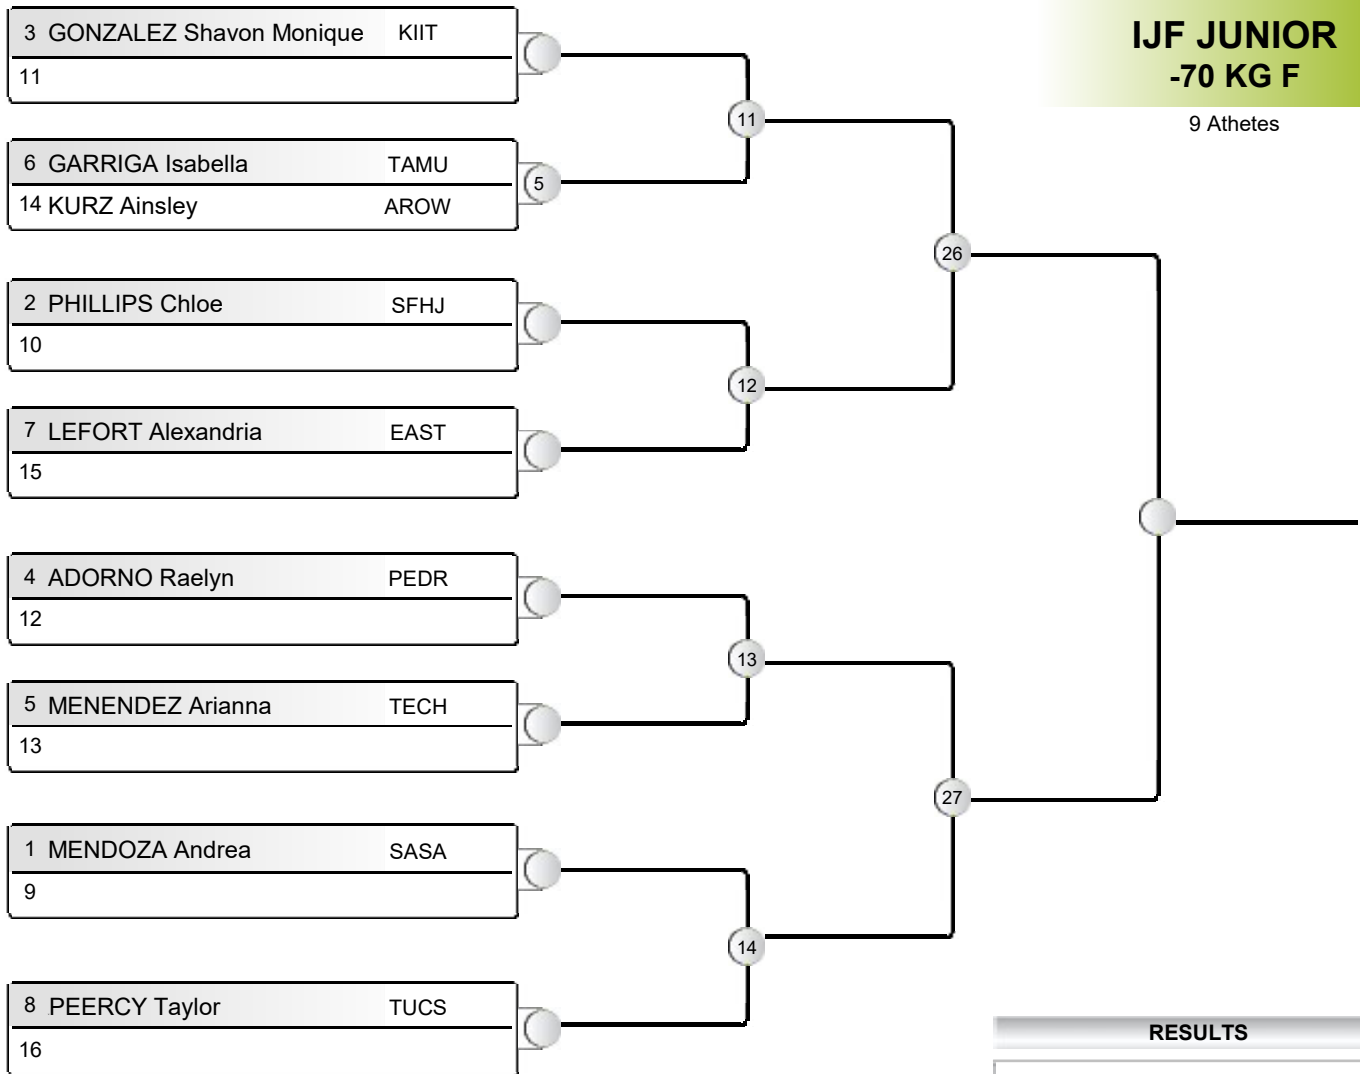 3 GONZALEZ Shavon Monique KIIT
11
6 GARRIGA Isabella TAMU
14 KURZ Ainsley AROW
2 PHILLIPS Chloe SFHJ
10
7 LEFORT Alexandria EAST
15
4 ADORNO Raelyn PEDR
12
5 MENENDEZ Arianna TECH
13
1 MENDOZA Andrea SASA
9
8 PEERCY Taylor TUCS
16
5
11
12
13
14
26
27
IJF JUNIOR
-70 KG F
9 Athetes
RESULTS